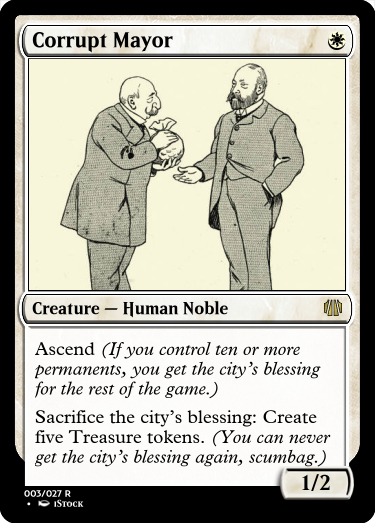 Corrupt Mayor
Creature — Human Noble
Ascend (If you control ten or more
permanents, you get the city's blessing
for the rest of the game.)
Sacrifice the city's blessing: Create
five Treasure tokens. (You can never
get the city's blessing again, scumbag.)
1/2
003/027 R
• iStock